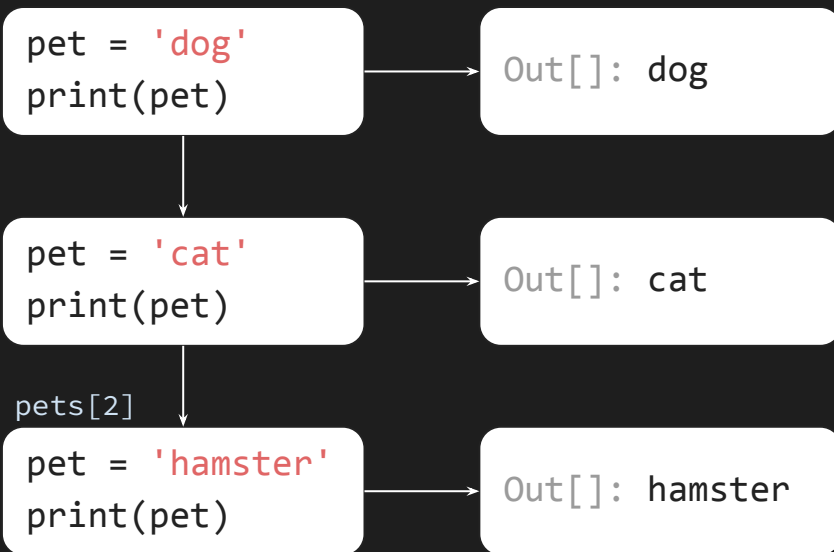 pet = 'dog'
print(pet)
Out[]: dog
pet = 'cat'
print(pet)
Out[]: cat
pets[2]
pet = 'hamster'
print(pet)
Out[]: hamster